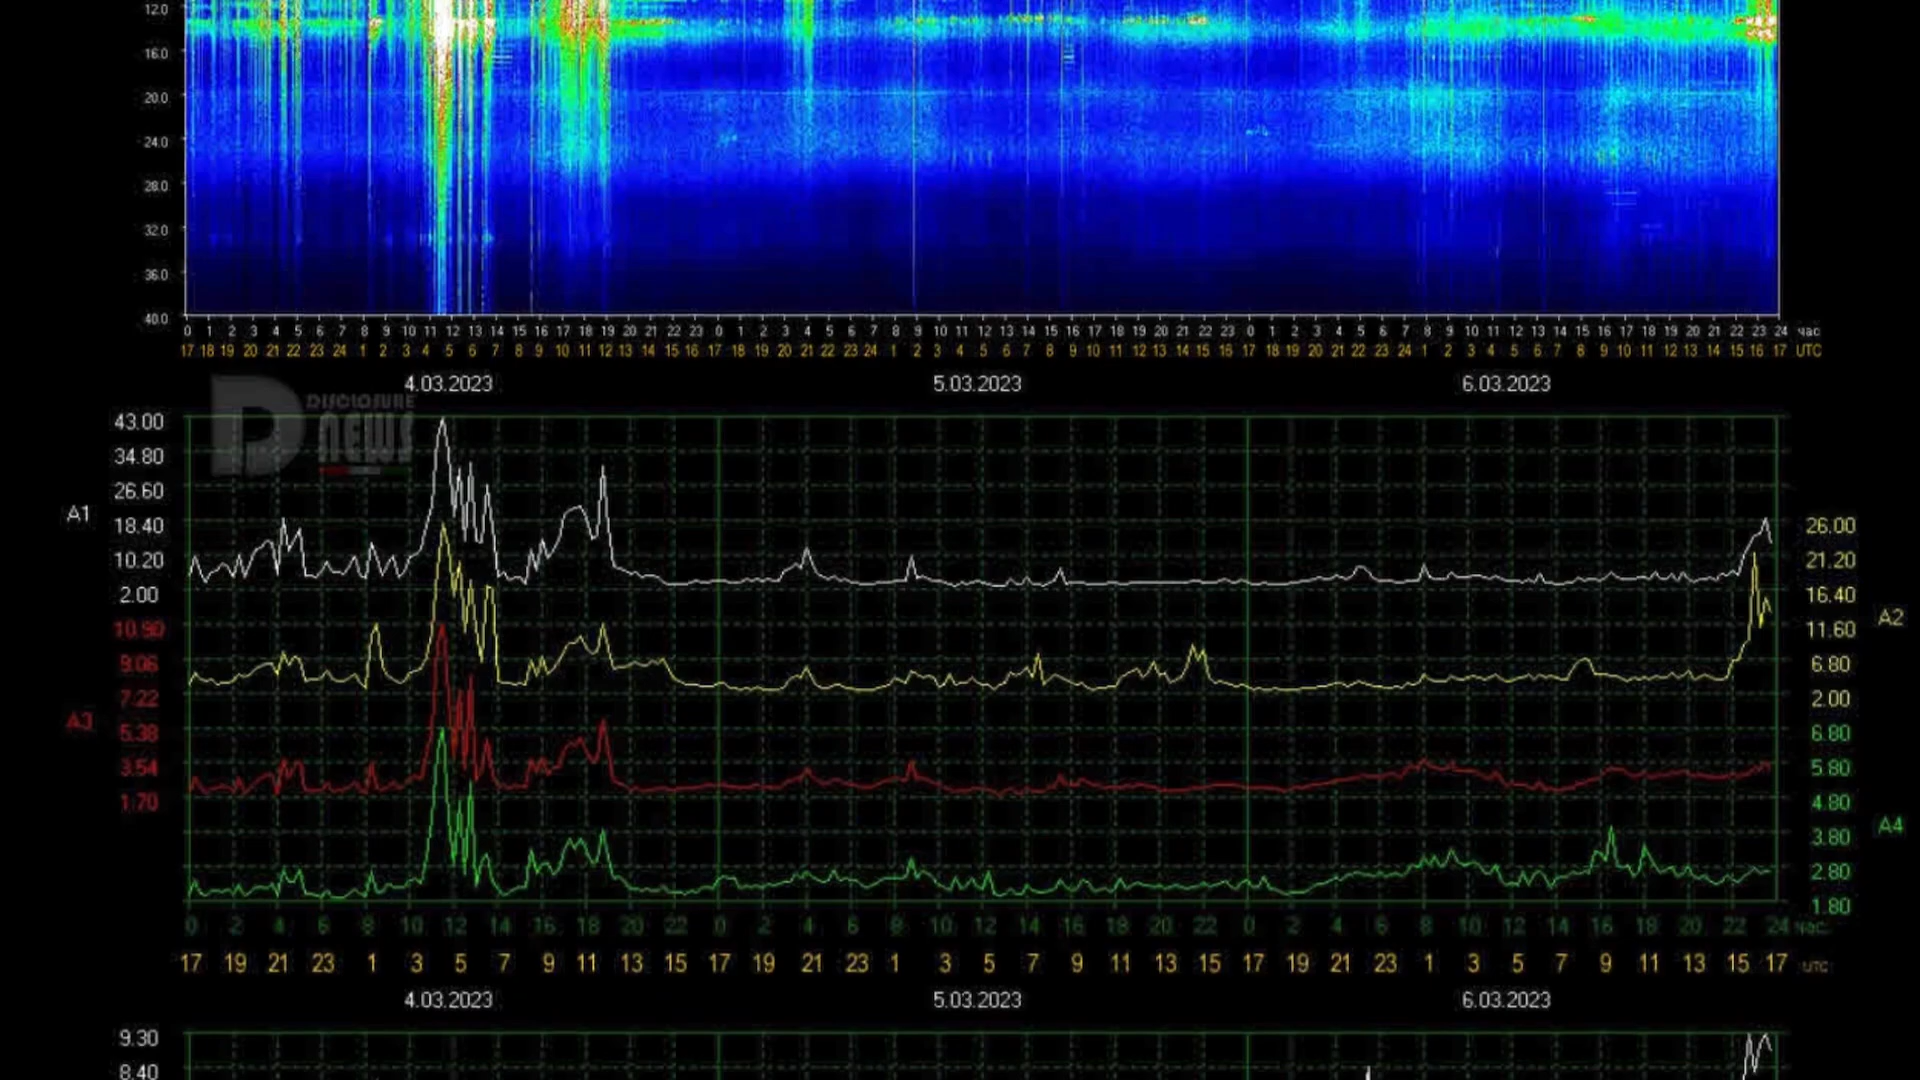 12.0
16.0
20.0
24.0
28.0
32.0
36.0
40.0
0 1 2 3 4 5 6 7 8 9 10 11 12 13 14 15 16 17 18 19 20 21 22 23 0 1 2 3 4 5 6 7 8 9 10 11 12 13 14 15 16 17 18 19 20 21 22 23 0 1 2 3 4 5 6 7 8 9 10 11 12 13 14 15 16 17 18 19 20 21 22 23 24 час
17 18 19 20 21 22 23 24 1 2 3 4 5 6 7 8 9 10 11 12 13 14 15 16 17 18 19 20 21 22 23 24 1 2 3 4 5 6 7 8 9 10 11 12 13 14 15 16 17 18 19 20 21 22 23 24 1 2 3 4 5 6 7 8 9 10 11 12 13 14 15 16 17 UTC
4.03.2023 5.03.2023 6.03.2023
D DISCLOSURE
NEWS
43.00
34.80
26.60
A1
18.40 26.00
10.20 21.20
2.00 16.40
A2
10.90 11.60
9.06 6.80
7.22 2.00
A3
5.38 6.80
3.54 5.80
1.70 4.80
A4
3.80
2.80
1.80
0 2 4 6 8 10 12 14 16 18 20 22 0 2 4 6 8 10 12 14 16 18 20 22 0 2 4 6 8 10 12 14 16 18 20 22 24 час
17 19 21 23 1 3 5 7 9 11 13 15 17 19 21 23 1 3 5 7 9 11 13 15 17 19 21 23 1 3 5 7 9 11 13 15 17 UTC
4.03.2023 5.03.2023 6.03.2023
9.30
8.40